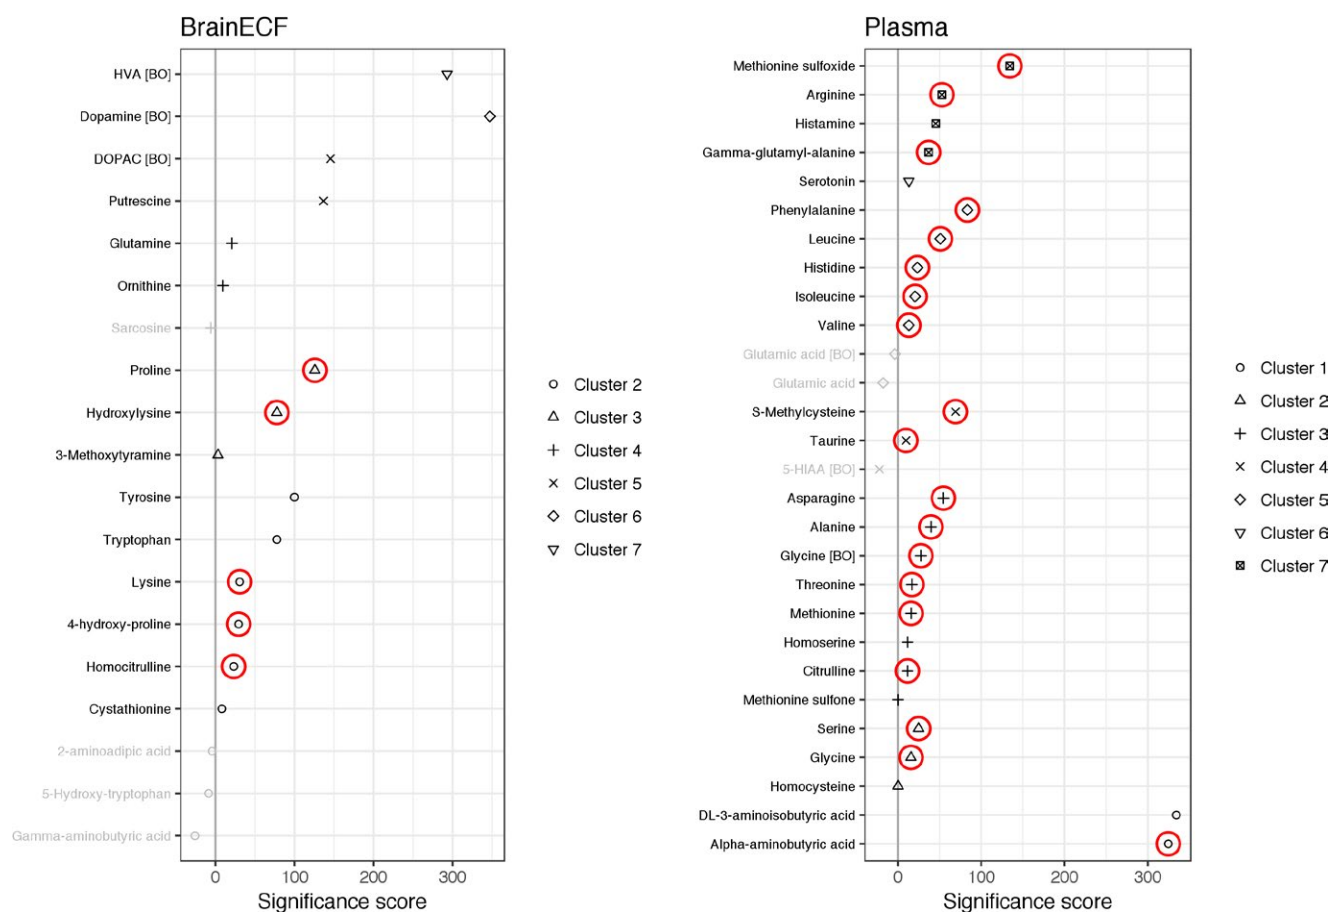 BrainECF
HVA [BO]
Dopamine [BO]
DOPAC [BO]
Putrescine
Glutamine
Ornithine
Sarcosine
Proline
Hydroxylysine
3-Methoxytyramine
Tyrosine
Tryptophan
Lysine
4-hydroxy-proline
Homocitrulline
Cystathionine
2-aminoadipic acid
5-Hydroxy-tryptophan
Gamma-aminobutyric acid
0 100 200 300
Significance score
Cluster 2
Cluster 3
Cluster 4
Cluster 5
Cluster 6
Cluster 7
Plasma
Methionine sulfoxide
Arginine
Histamine
Gamma-glutamyl-alanine
Serotonin
Phenylalanine
Leucine
Histidine
Isoleucine
Valine
Glutamic acid [BO]
Glutamic acid
S-Methylcysteine
Taurine
5-HIAA [BO]
Asparagine
Alanine
Glycine [BO]
Threonine
Methionine
Homoserine
Citrulline
Methionine sulfone
Serine
Glycine
Homocysteine
DL-3-aminoisobutyric acid
Alpha-aminobutyric acid
0 100 200 300
Significance score
Cluster 1
Cluster 2
Cluster 3
Cluster 4
Cluster 5
Cluster 6
Cluster 7